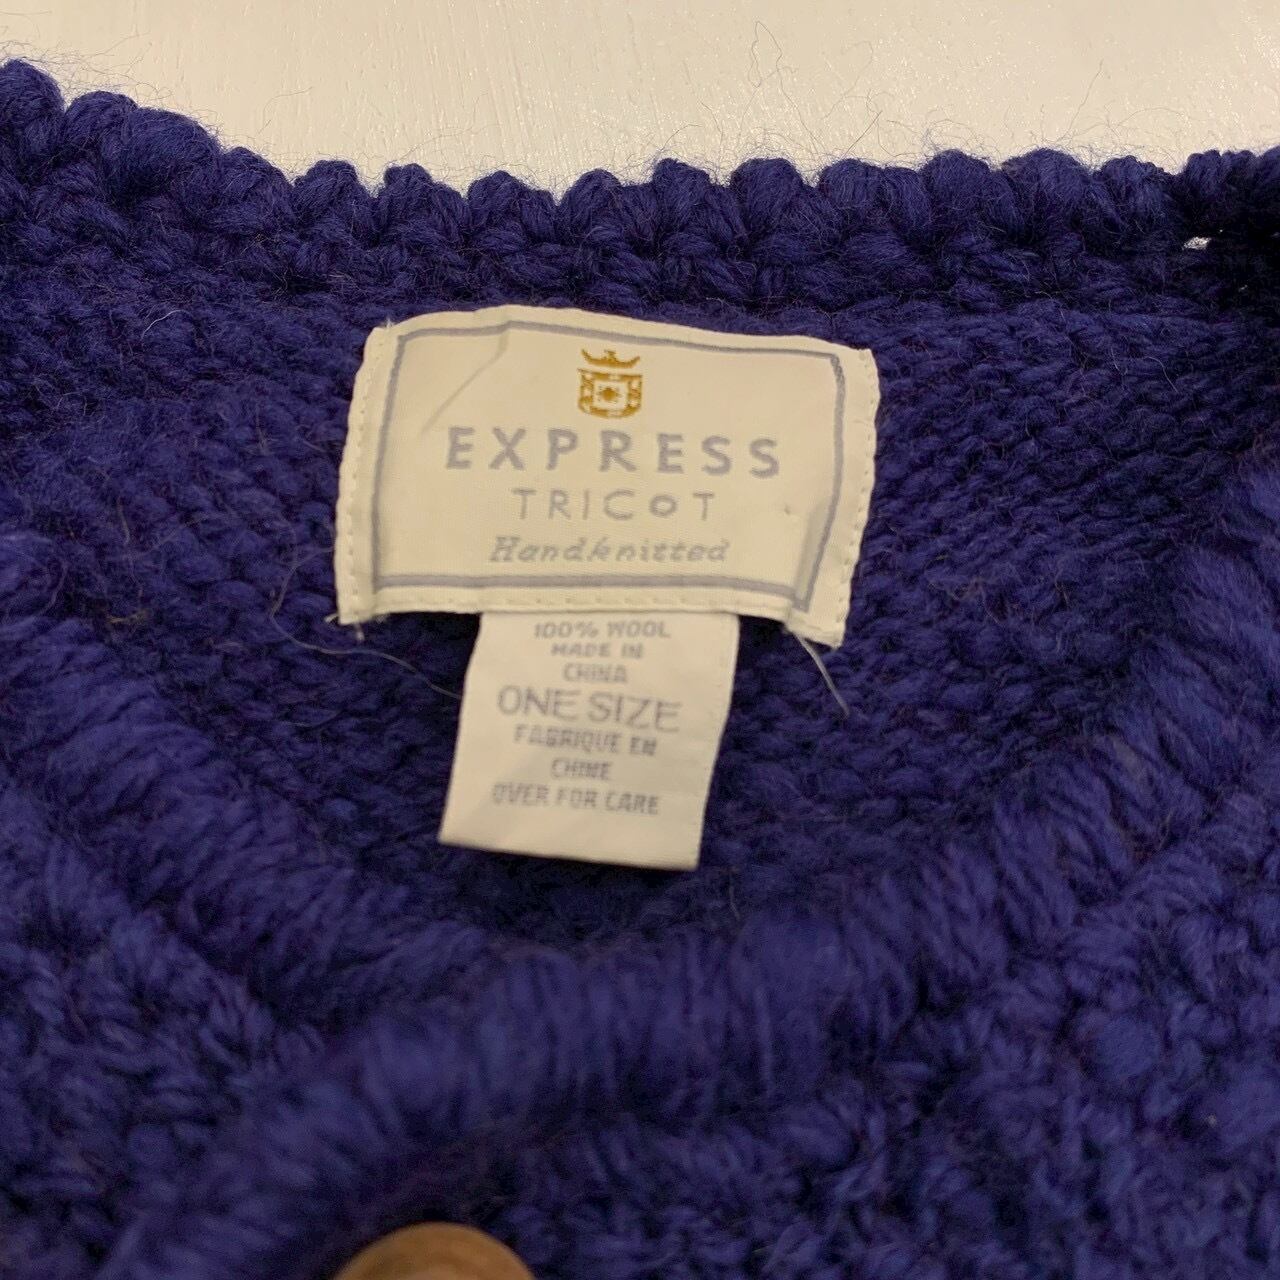 EXPRESS
TRICOT
Handknitted
100% WOOL
MADE IN
CHINA
ONE SIZE
FABRIQUE EN
CHINE
OVER FOR CARE